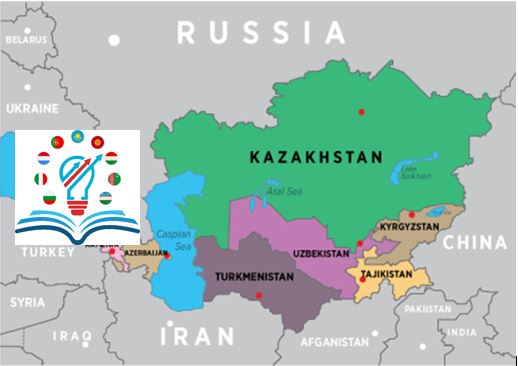 RUSSIA
BELARUS
UKRAINE
KAZAKHSTAN
Lake
Balkhash
Aral Sea
Caspian
Sea
KYRGYZSTAN
CHINA
UZBEKISTAN
TURKEY
AZERBAIJAN
TURKMENISTAN
TAJIKISTAN
SYRIA
IRAQ
IRAN
AFGHANISTAN
PAKISTAN
INDIA